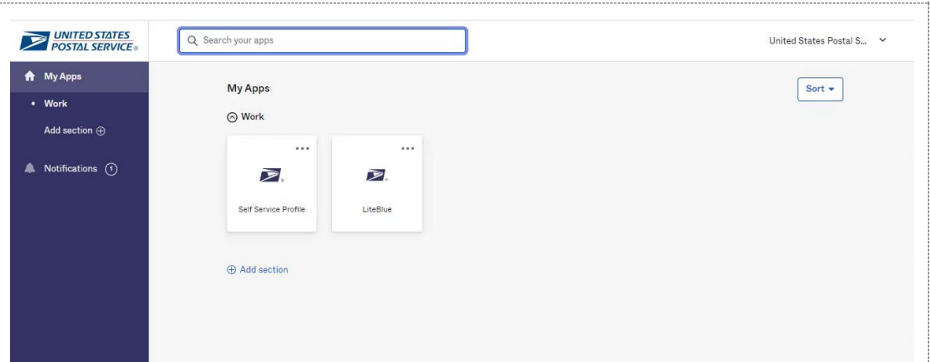 UNITED STATES
POSTAL SERVICE®
Search your apps
United States Postal S...
My Apps
Work
Add section
Notifications 1
My Apps
Sort
Work
Self Service Profile
LiteBlue
Add section